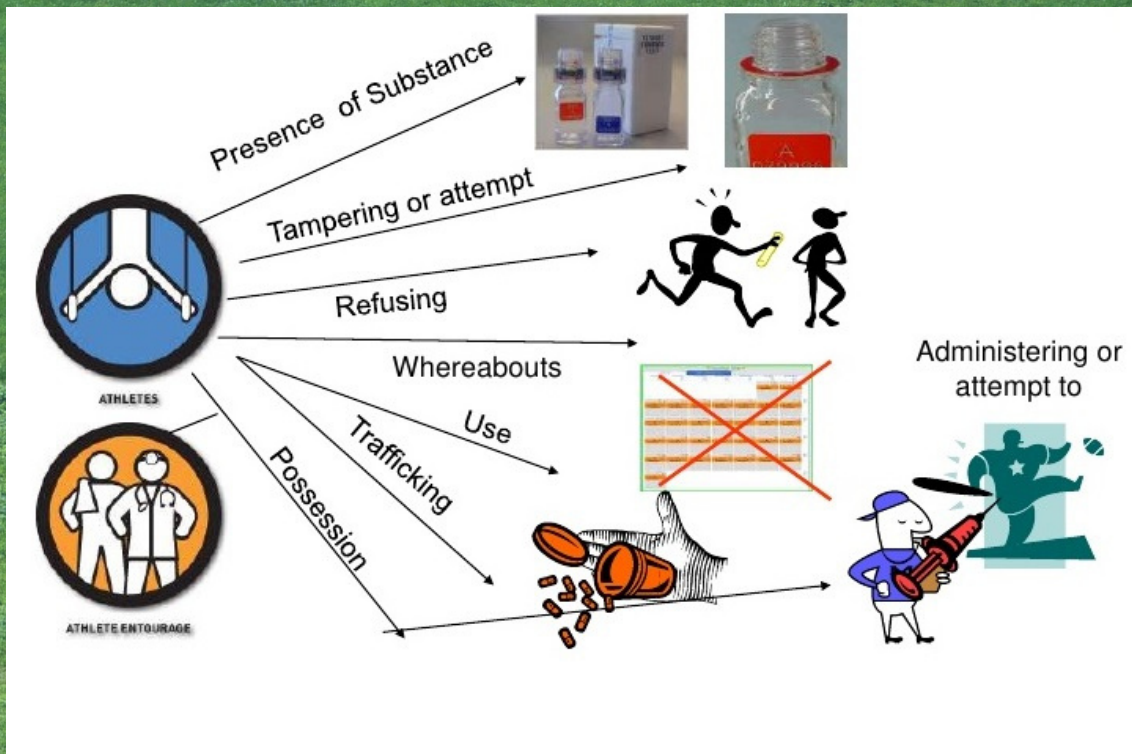 Presence of Substance
Tampering or attempt
Refusing
Whereabouts
Use
Trafficking
Possession
Administering or
attempt to
ATHLETES
ATHLETE ENTOURAGE
A